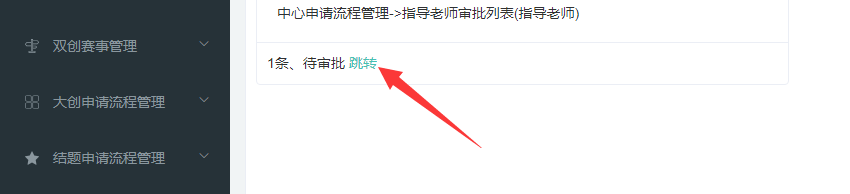 中心申请流程管理->指导老师审批列表(指导老师)
双创赛事管理
1条、待审批 跳转
大创申请流程管理
结题申请流程管理